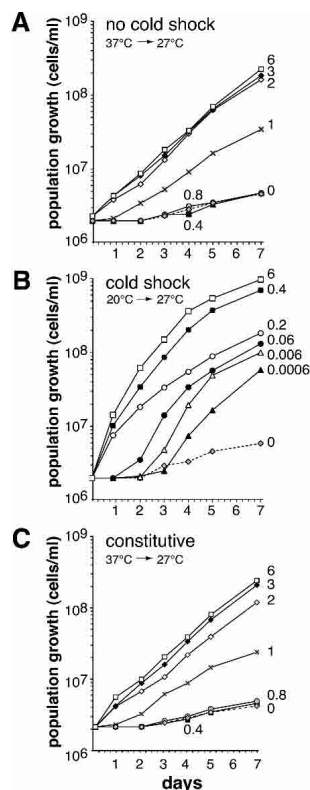 A
no cold shock
37°C → 27°C
population growth (cells/ml)
10⁹
10⁸
10⁷
10⁶
6
3
2
1
0.8
0
0.4
1 2 3 4 5 6 7
B
cold shock
20°C → 27°C
population growth (cells/ml)
10⁹
10⁸
10⁷
10⁶
6
0.4
0.2
0.06
0.006
0.0006
0
1 2 3 4 5 6 7
C
constitutive
37°C → 27°C
population growth (cells/ml)
10⁹
10⁸
10⁷
10⁶
6
3
2
1
0.8
0
0.4
1 2 3 4 5 6 7
days